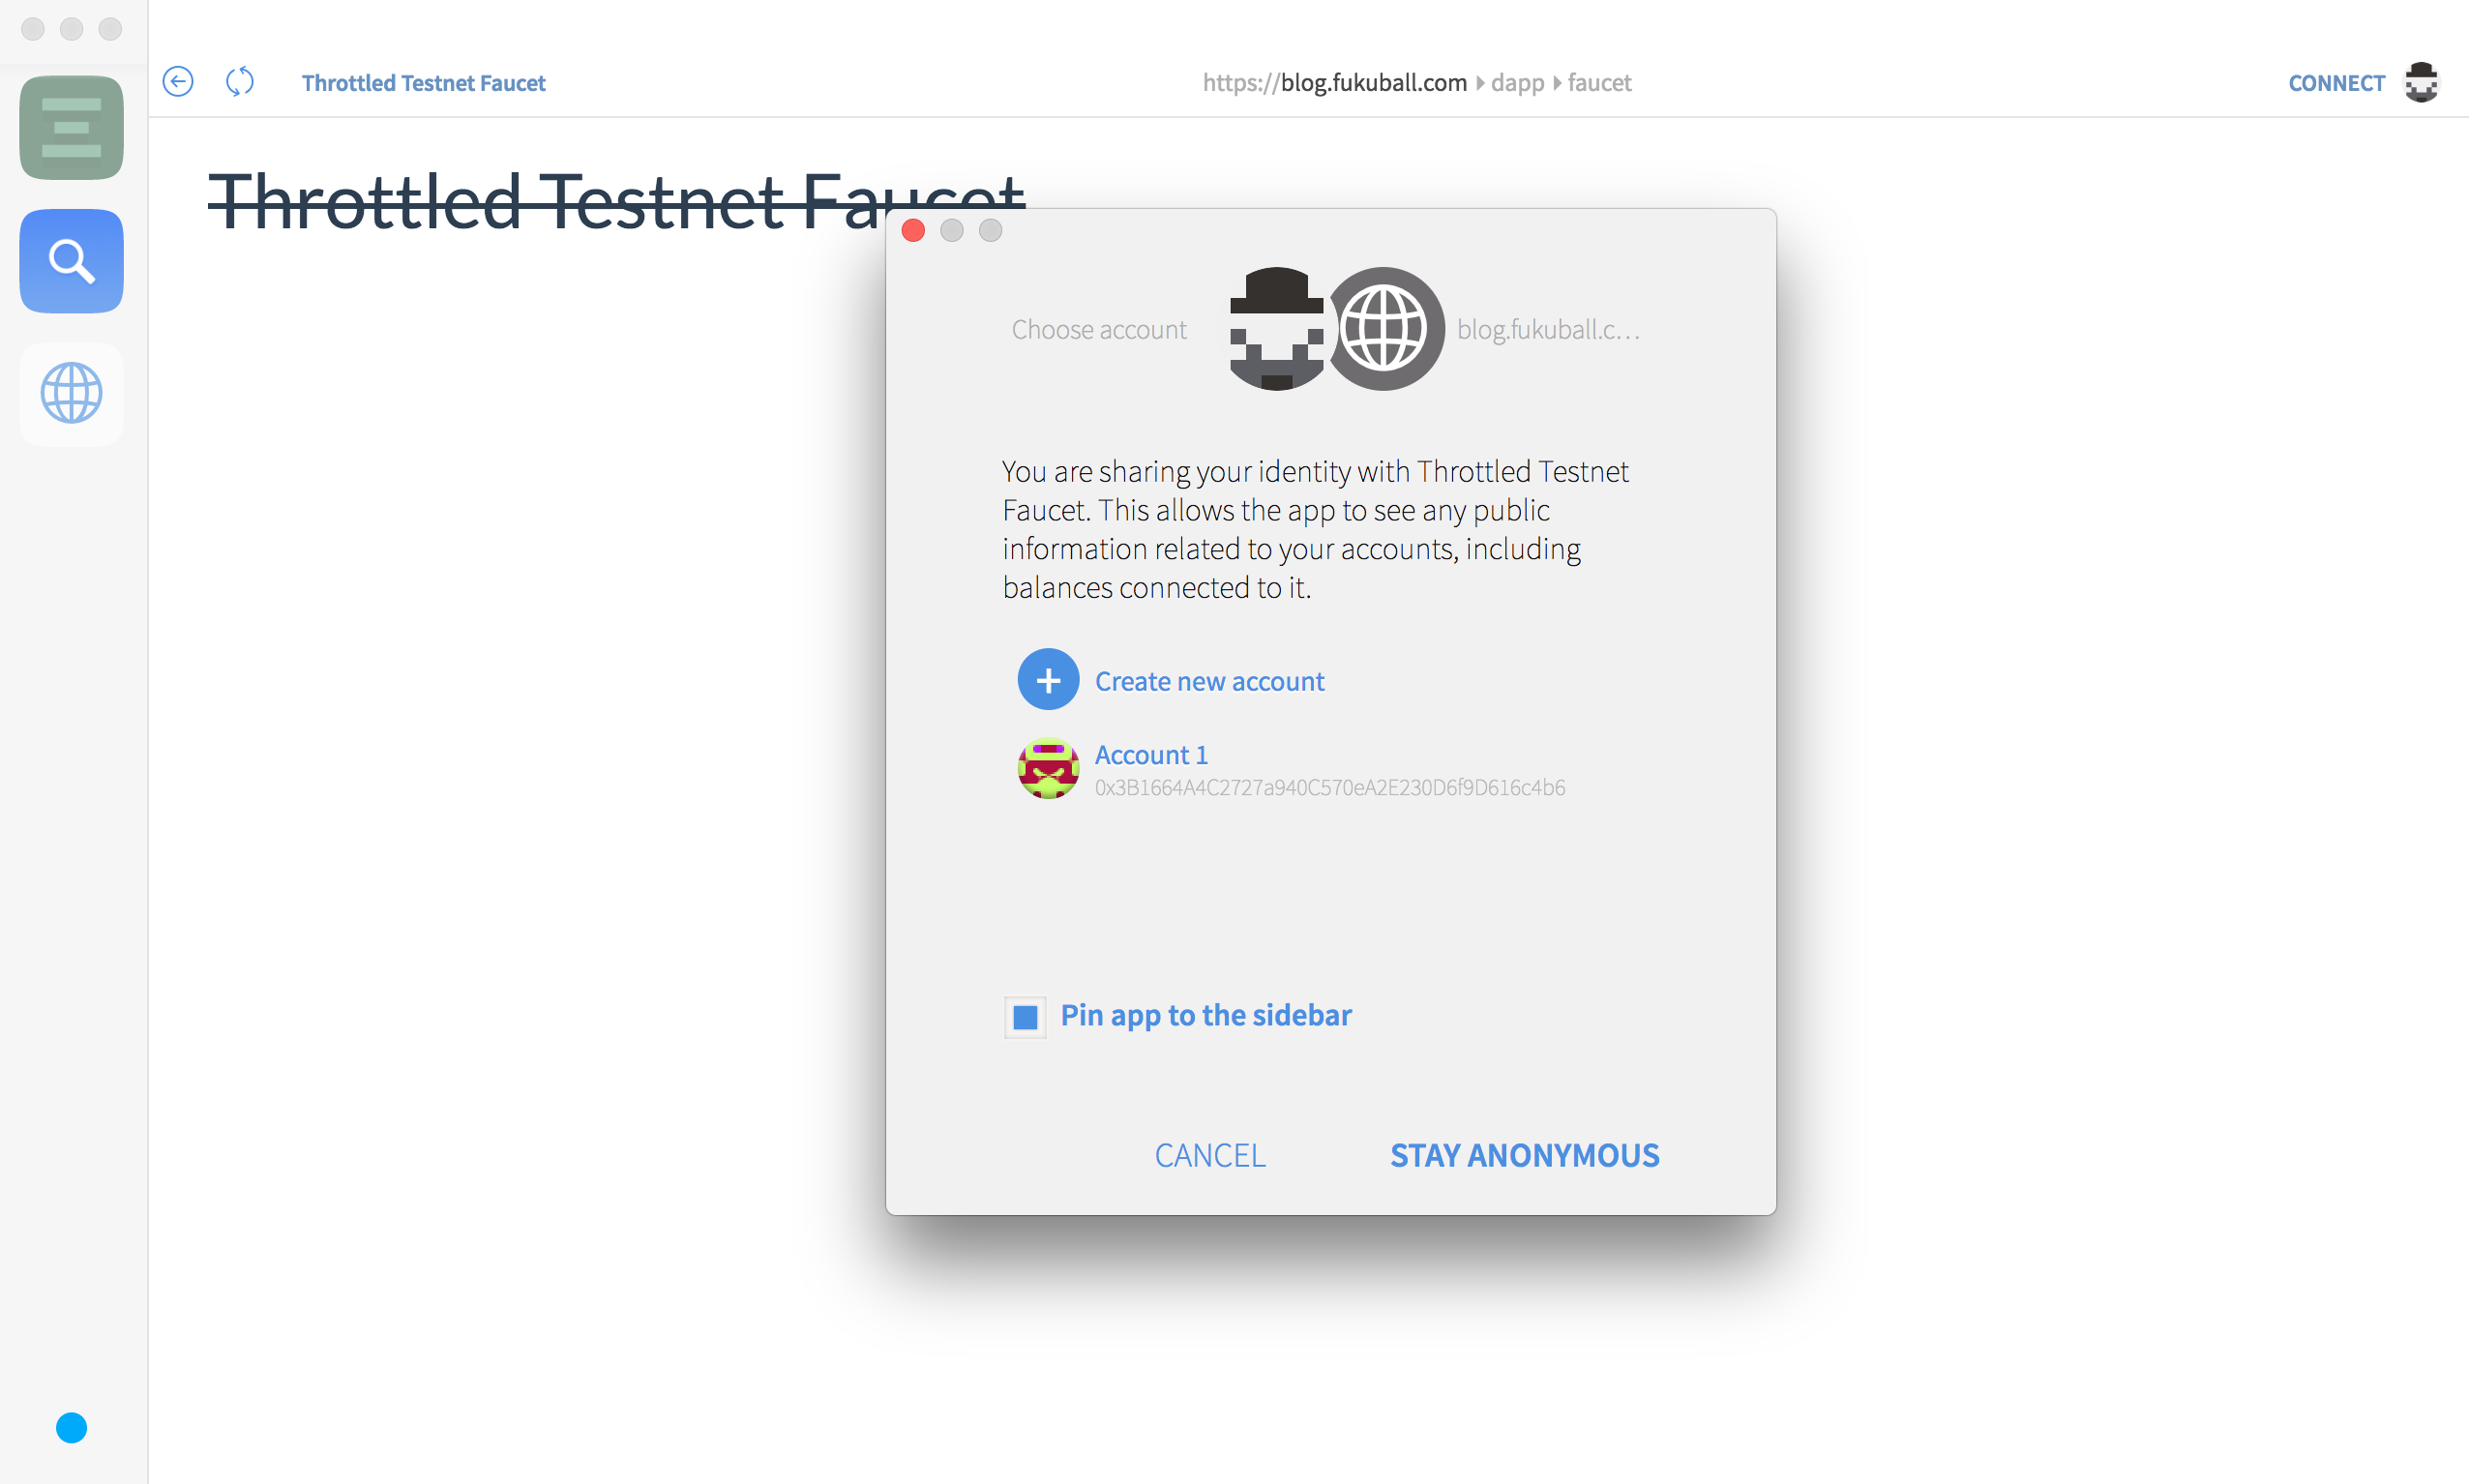 Throttled Testnet Faucet
https://blog.fukuball.com dapp faucet
CONNECT
Throttled Testnet Faucet
Choose account
blog.fukuball.c…
You are sharing your identity with Throttled Testnet
Faucet. This allows the app to see any public
information related to your accounts, including
balances connected to it.
Create new account
Account 1
0x3B1664A4C2727a940C570eA2E230D6f9D616c4b6
Pin app to the sidebar
CANCEL
STAY ANONYMOUS